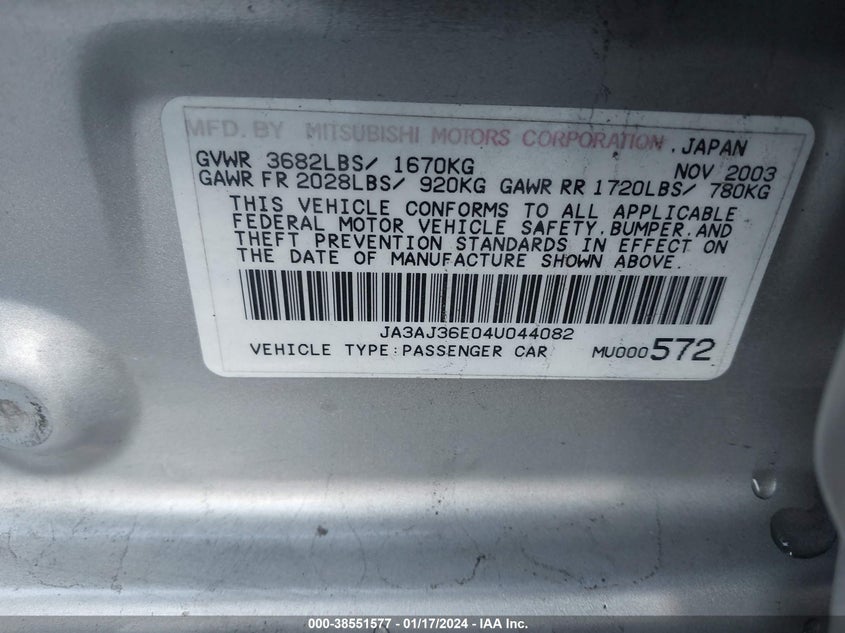 MFD. BY MITSUBISHI MOTORS CORPORATION, JAPAN
GVWR 3682LBS/ 1670KG NOV 2003
GAWR FR 2028LBS/ 920KG GAWR RR 1720LBS/ 780KG
THIS VEHICLE CONFORMS TO ALL APPLICABLE
FEDERAL MOTOR VEHICLE SAFETY,BUMPER,AND
THEFT PREVENTION STANDARDS IN EFFECT ON
THE DATE OF MANUFACTURE SHOWN ABOVE.
JA3AJ36E04U044082
VEHICLE TYPE:PASSENGER CAR MU000572
000-38551577 - 01/17/2024 - IAA Inc.